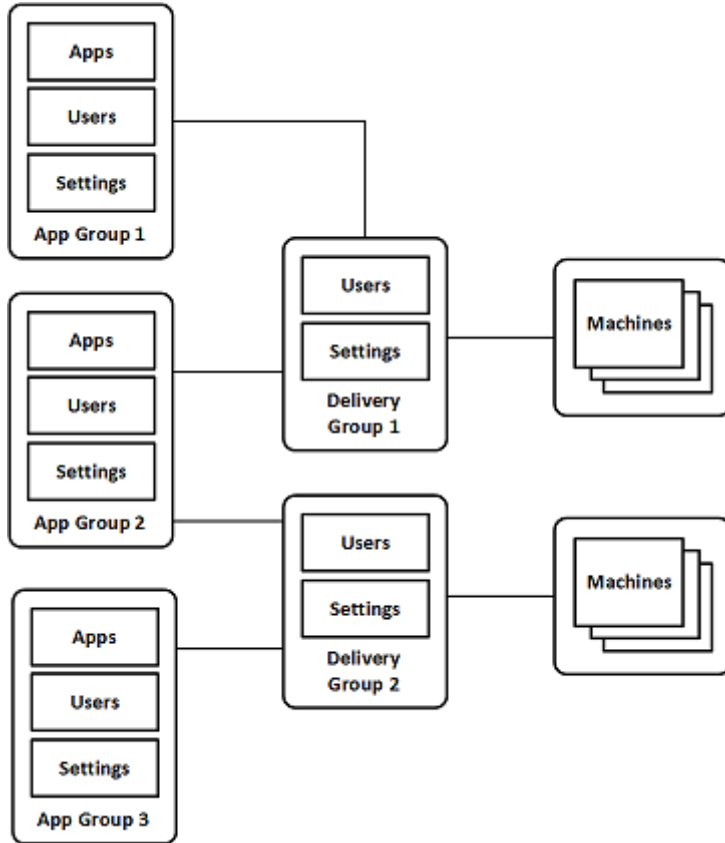 Apps
Users
Settings
App Group 1
Apps
Users
Settings
App Group 2
Apps
Users
Settings
App Group 3
Users
Settings
Delivery
Group 1
Users
Settings
Delivery
Group 2
Machines
Machines